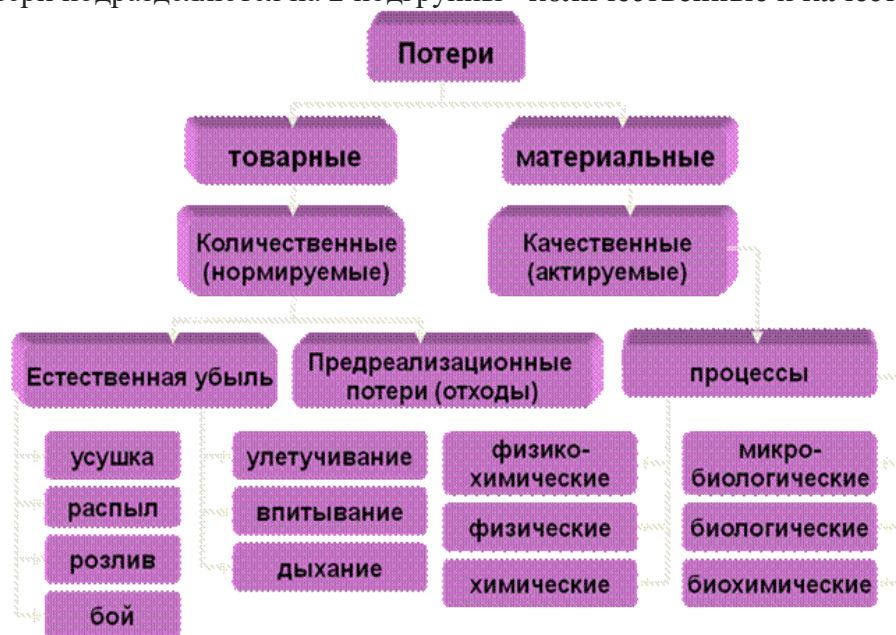 Потери
товарные
материальные
Количественные
(нормируемые)
Качественные
(актируемые)
Естественная убыль
Предреализационные
потери (отходы)
процессы
усушка
распыл
розлив
бой
улетучивание
впитывание
дыхание
физико-
химические
физические
химические
микро-
биологические
биологические
биохимические